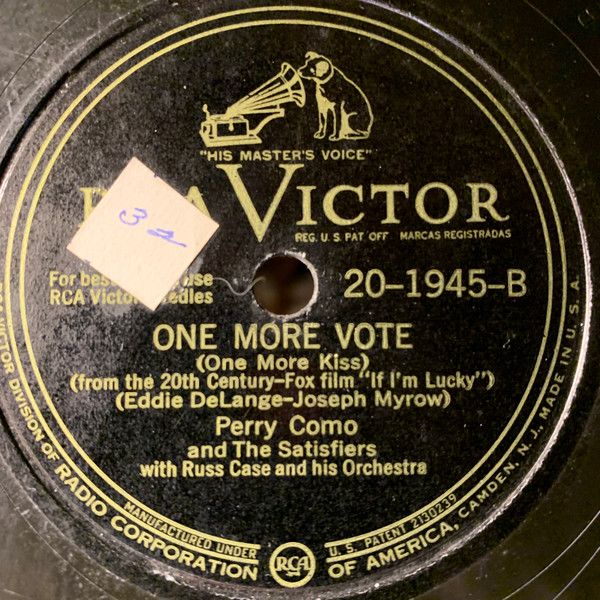 "HIS MASTER'S VOICE"
VICTOR
REG. U. S. PAT. OFF. MARCAS REGISTRADAS
3
For use
RCA Victor
20-1945-B
ONE MORE VOTE
(One More Kiss)
(from the 20th Century-Fox film "If I'm Lucky")
(Eddie DeLange-Joseph Myrow)
Perry Como
and The Satisfiers
with Russ Case and his Orchestra
MANUFACTURED UNDER U. S. PATENT 2130239
DIVISION OF RADIO CORPORATION OF AMERICA, CAMDEN, N. J., MADE IN U. S. A.
RCA